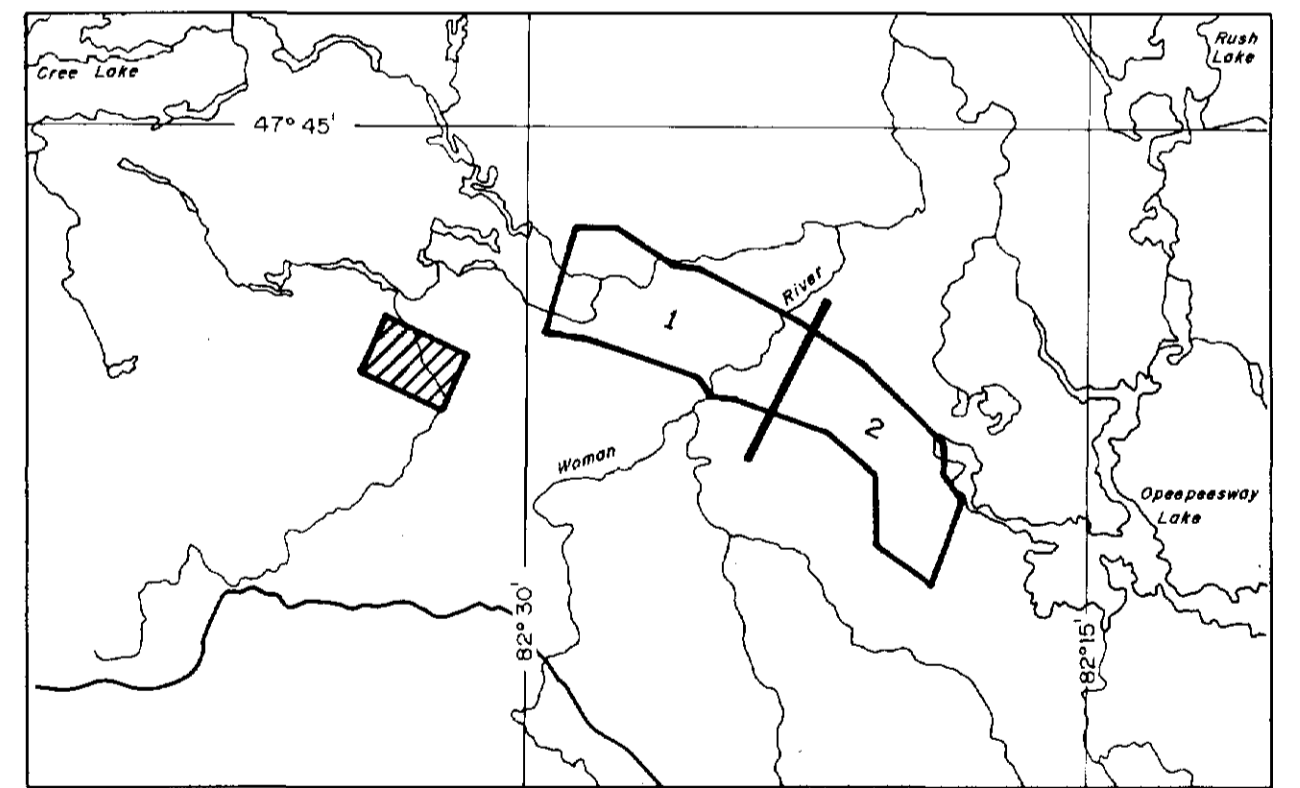 Rush
Lake
Cree Lake
47° 45'
River
1
2
Woman
Opeepeesway
Lake
82° 30'
82° 15'